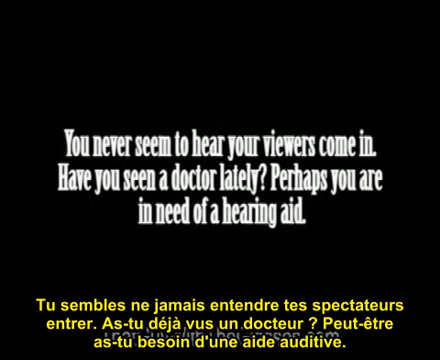 You never seem to hear your viewers come in.
Have you seen a doctor lately? Perhaps you are
in need of a hearing aid.
Tu sembles ne jamais entendre tes spectateurs
entrer. As-tu déjà vus un docteur ? Peut-être
as-tu besoin d'une aide auditive.